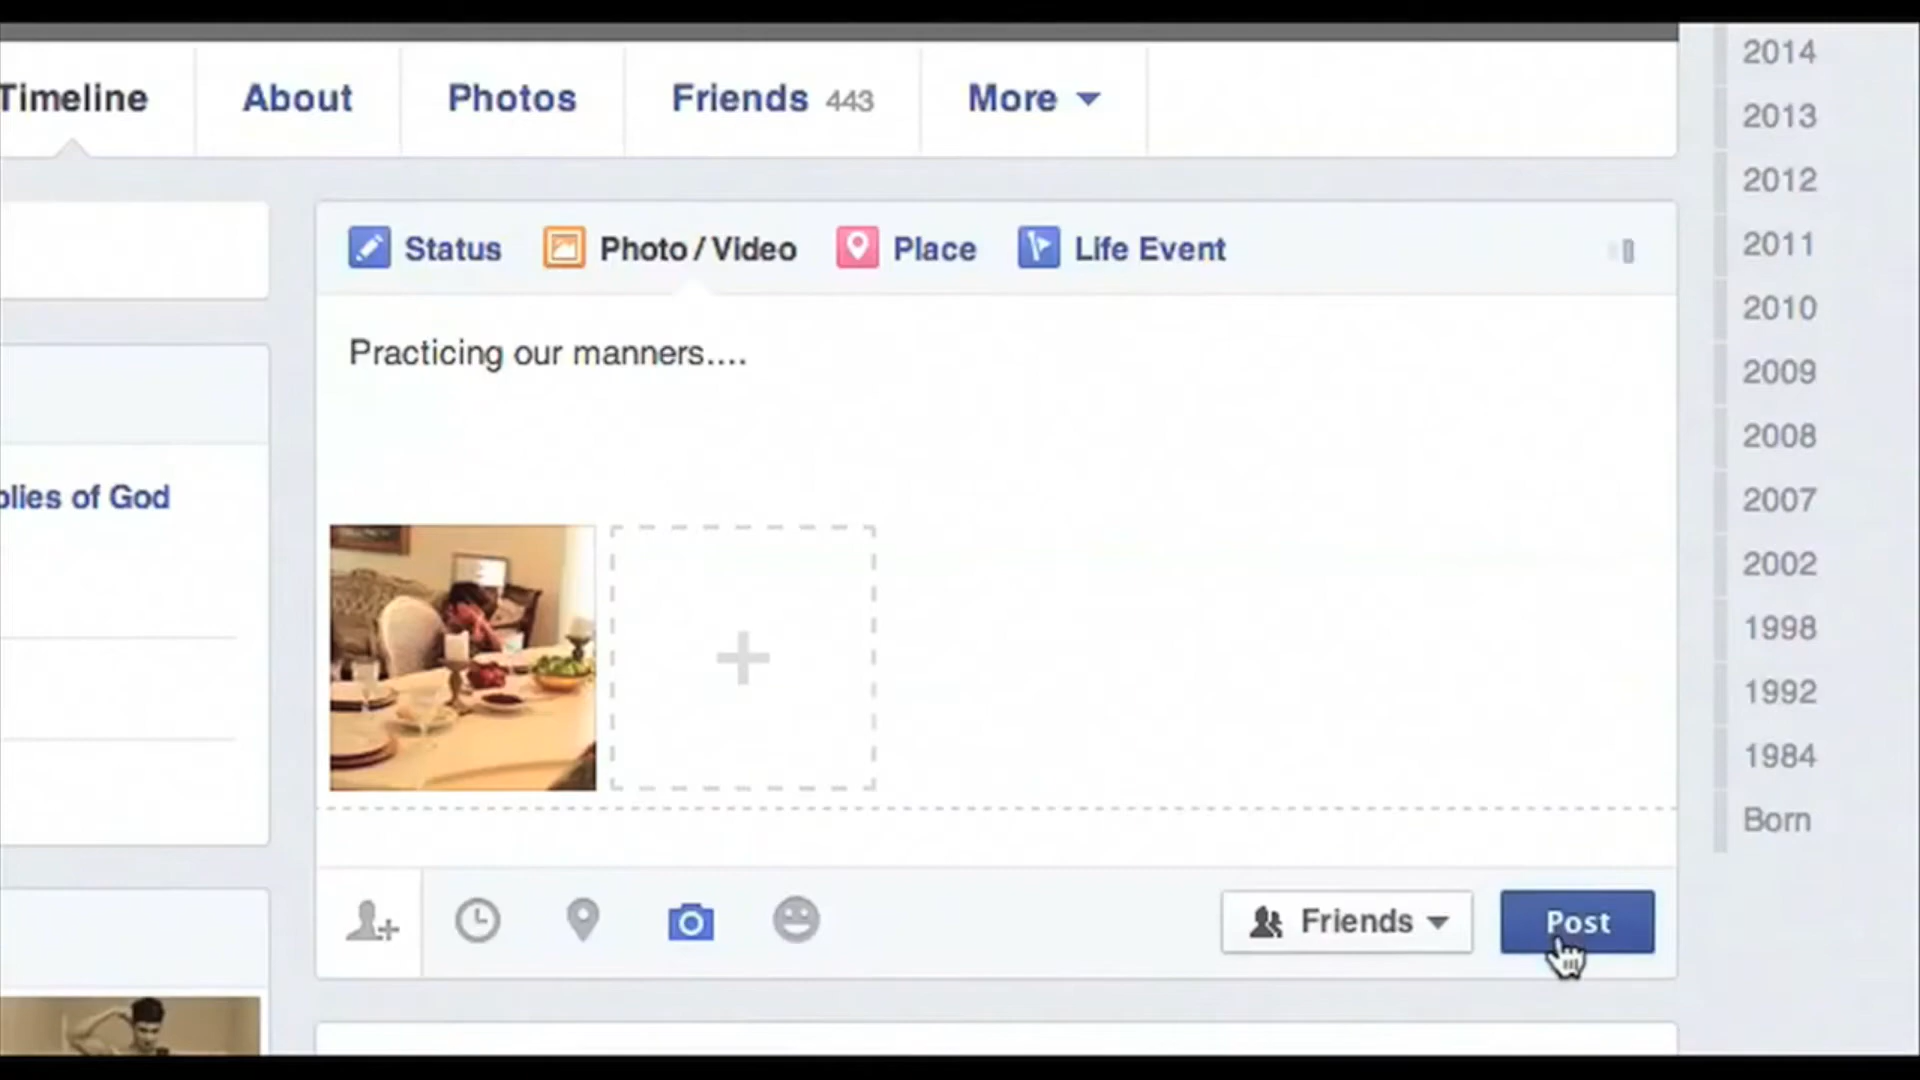 Timeline About Photos Friends 443 More
Status Photo / Video Place Life Event
Practicing our manners....
of God
Friends Post
2014
2013
2012
2011
2010
2009
2008
2007
2002
1998
1992
1984
Born